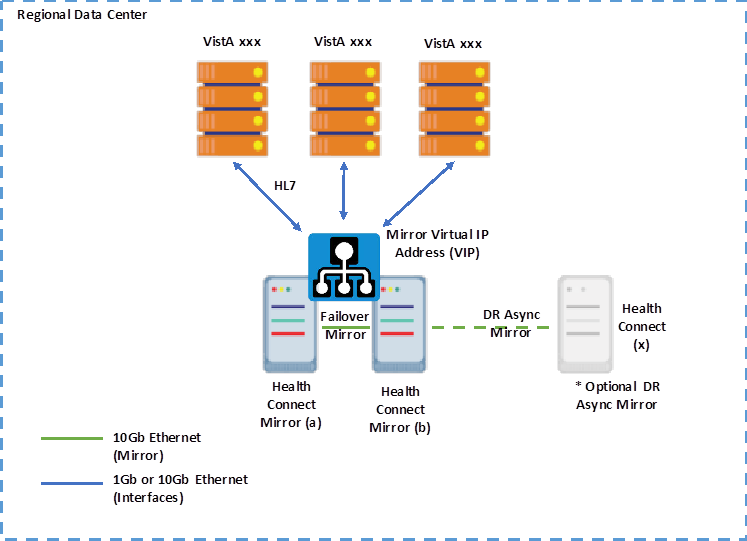 Regional Data Center
VistA xxx
VistA xxx
VistA xxx
HL7
Mirror Virtual IP
Address (VIP)
Failover
Mirror
DR Async
Mirror
Health
Connect
(x)
Health
Connect
Mirror (a)
Health
Connect
Mirror (b)
* Optional DR
Async Mirror
10Gb Ethernet
(Mirror)
1Gb or 10Gb Ethernet
(Interfaces)